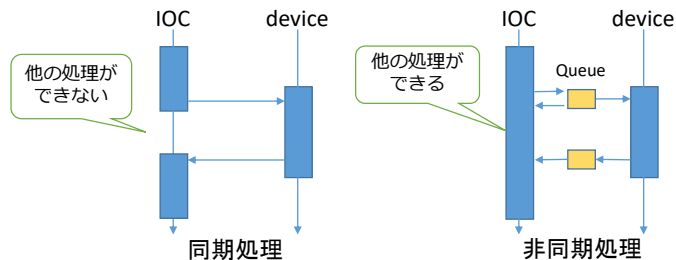 IOC
device
他の処理が
できない
同期処理
IOC
device
他の処理が
できる
Queue
非同期処理